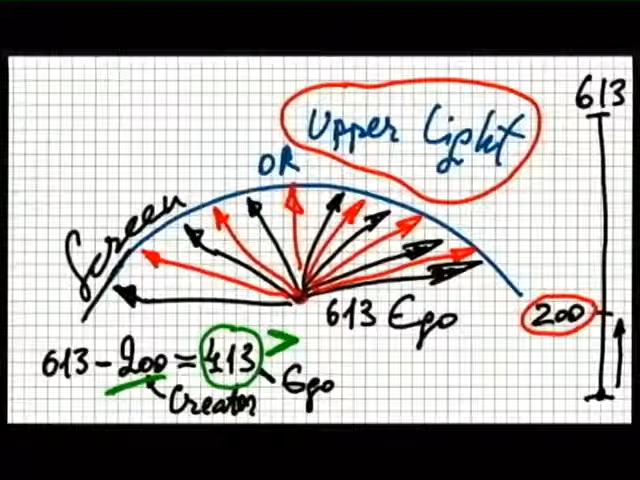 613
Upper Light
OR
Screen
613 Ego
200
613 - 200 = 413 >
Creator
Ego